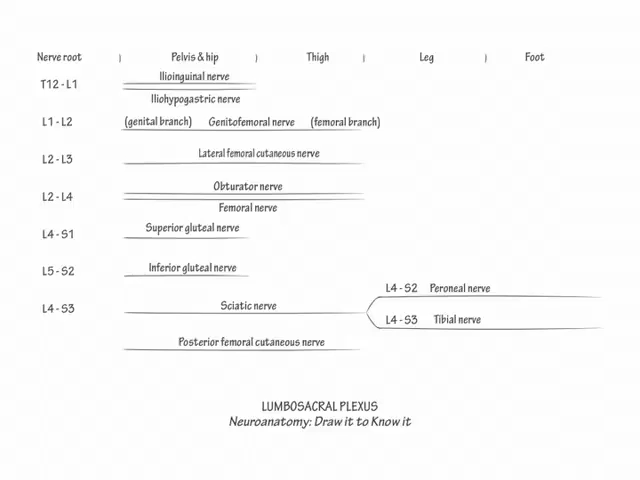 Nerve root | Pelvis & hip | Thigh | Leg | Foot
Ilioinguinal nerve
T12 - L1
Iliohypogastric nerve
L1 - L2 (genital branch) Genitofemoral nerve (femoral branch)
L2 - L3 Lateral femoral cutaneous nerve
Obturator nerve
L2 - L4
Femoral nerve
L4 - S1 Superior gluteal nerve
L5 - S2 Inferior gluteal nerve
L4 - S2 Peroneal nerve
L4 - S3 Sciatic nerve
L4 - S3 Tibial nerve
Posterior femoral cutaneous nerve
LUMBOSACRAL PLEXUS
Neuroanatomy: Draw it to Know it